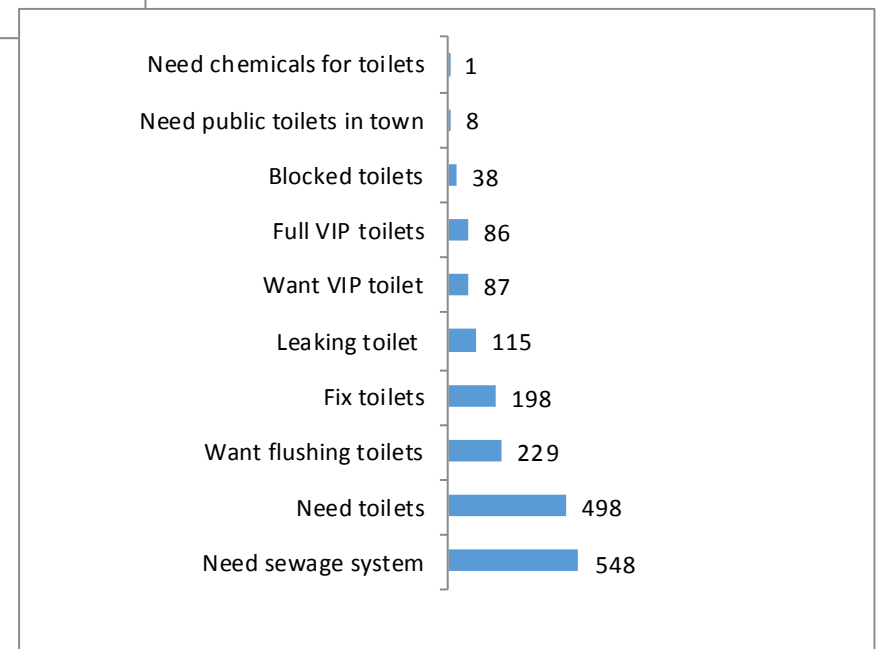 Need chemicals for toilets 1
Need public toilets in town 8
Blocked toilets 38
Full VIP toilets 86
Want VIP toilet 87
Leaking toilet 115
Fix toilets 198
Want flushing toilets 229
Need toilets 498
Need sewage system 548